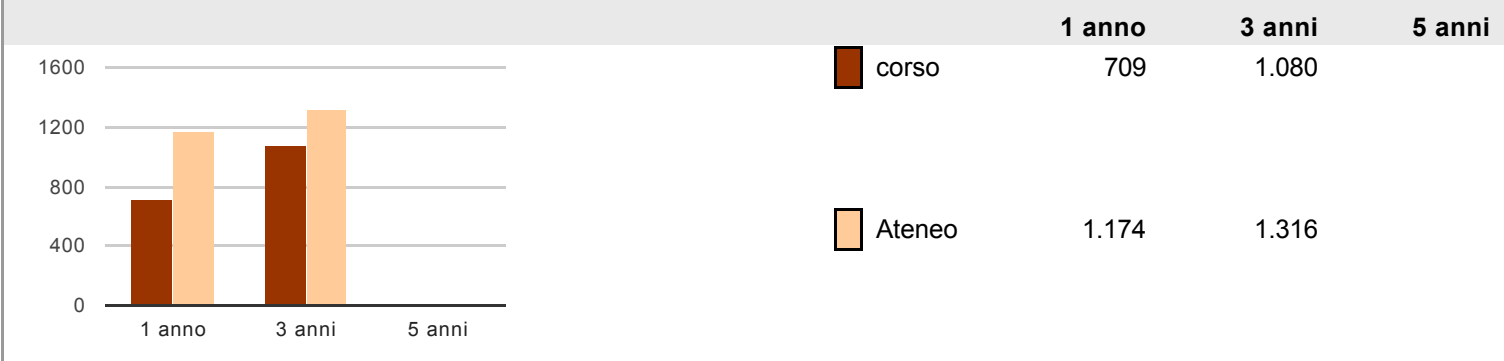 1 anno 3 anni 5 anni
corso 709 1.080
Ateneo 1.174 1.316
1600
1200
800
400
0
1 anno 3 anni 5 anni